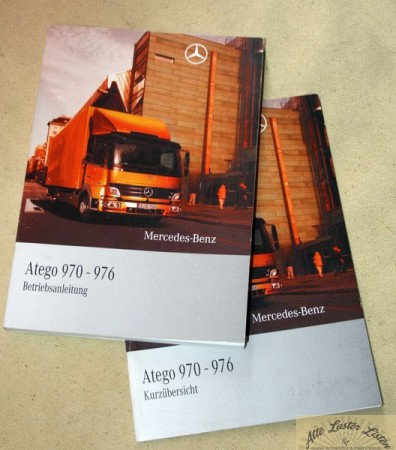 Mercedes-Benz
Atego 970 - 976
Betriebsanleitung
Mercedes-Benz
Atego 970 - 976
Kurzübersicht
Alte Laster Listen